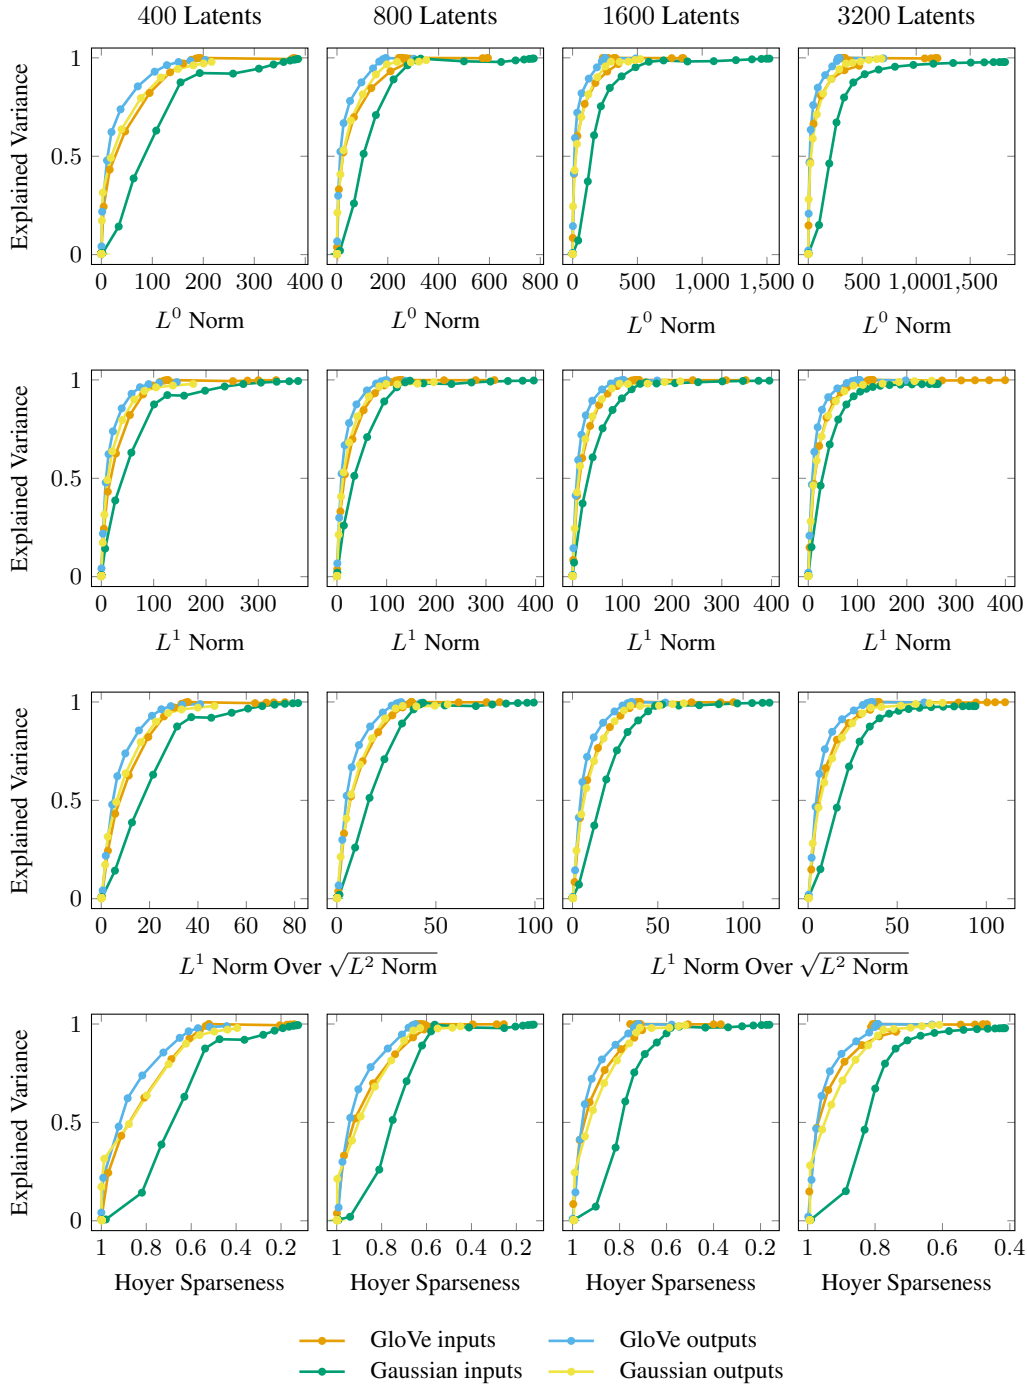 400 Latents 800 Latents 1600 Latents 3200 Latents
Explained Variance
1
0.5
0
0 100 200 300 400
0 200 400 600 800
0 500 1,000 1,500
0 500 1,000 1,500
L⁰ Norm L⁰ Norm L⁰ Norm L⁰ Norm
Explained Variance
1
0.5
0
0 100 200 300
0 100 200 300 400
0 100 200 300 400
0 100 200 300 400
L¹ Norm L¹ Norm L¹ Norm L¹ Norm
Explained Variance
1
0.5
0
0 20 40 60 80
0 50 100
0 50 100
0 50 100
L¹ Norm Over √L² Norm L¹ Norm Over √L² Norm
Explained Variance
1
0.5
0
1 0.8 0.6 0.4 0.2
1 0.8 0.6 0.4 0.2
1 0.8 0.6 0.4 0.2
1 0.8 0.6 0.4
Hoyer Sparseness Hoyer Sparseness Hoyer Sparseness Hoyer Sparseness
GloVe inputs GloVe outputs
Gaussian inputs Gaussian outputs